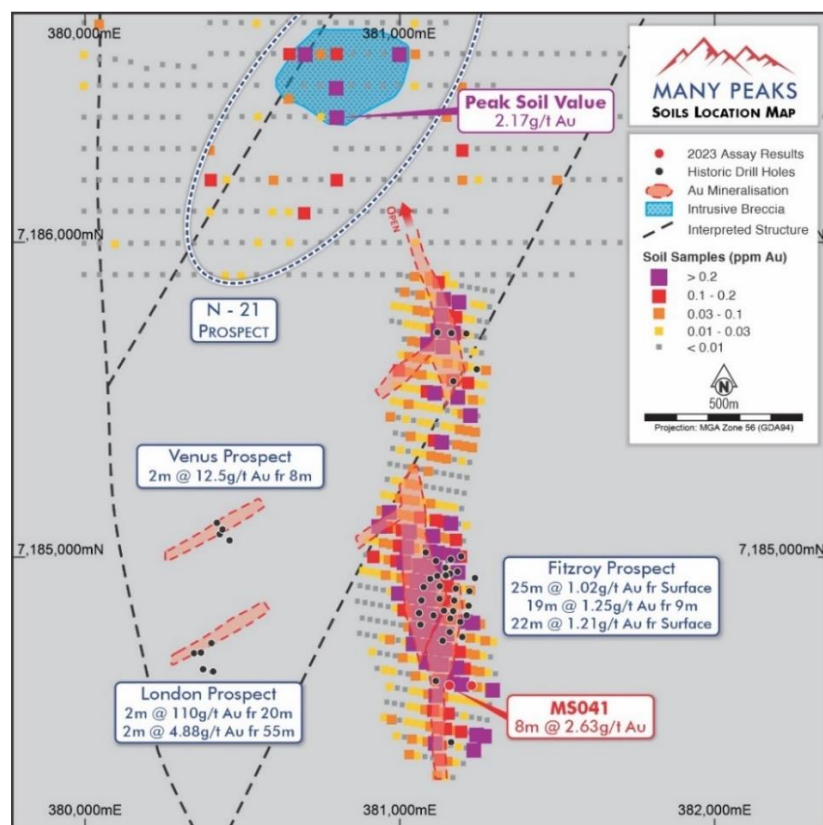 380,000mE
381,000mE
MANY PEAKS
SOILS LOCATION MAP
Peak Soil Value
2.17g/t Au
2023 Assay Results
Historic Drill Holes
Au Mineralisation
Intrusive Breccia
Interpreted Structure
Soil Samples (ppm Au)
> 0.2
0.1 - 0.2
0.03 - 0.1
0.01 - 0.03
< 0.01
N
500m
Projection: MGA Zone 56 (GDA94)
OPEN
7,186,000mN
N - 21
PROSPECT
Venus Prospect
2m @ 12.5g/t Au fr 8m
7,185,000mN
7,185,000mN
Fitzroy Prospect
25m @ 1.02g/t Au fr Surface
19m @ 1.25g/t Au fr 9m
22m @ 1.21g/t Au fr Surface
London Prospect
2m @ 110g/t Au fr 20m
2m @ 4.88g/t Au fr 55m
MS041
8m @ 2.63g/t Au
380,000mE
381,000mE
382,000mE